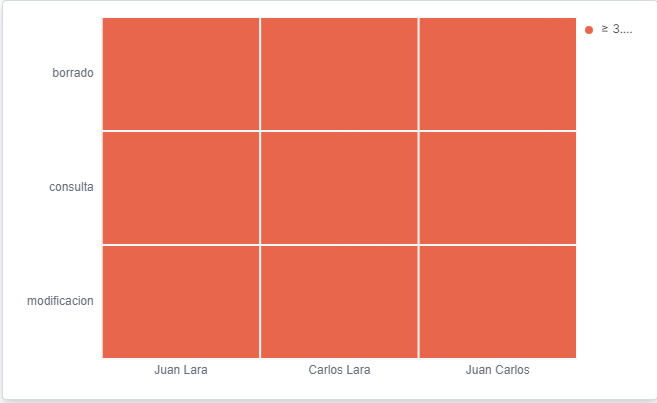 ≥ 3....
borrado
consulta
modificacion
Juan Lara Carlos Lara Juan Carlos